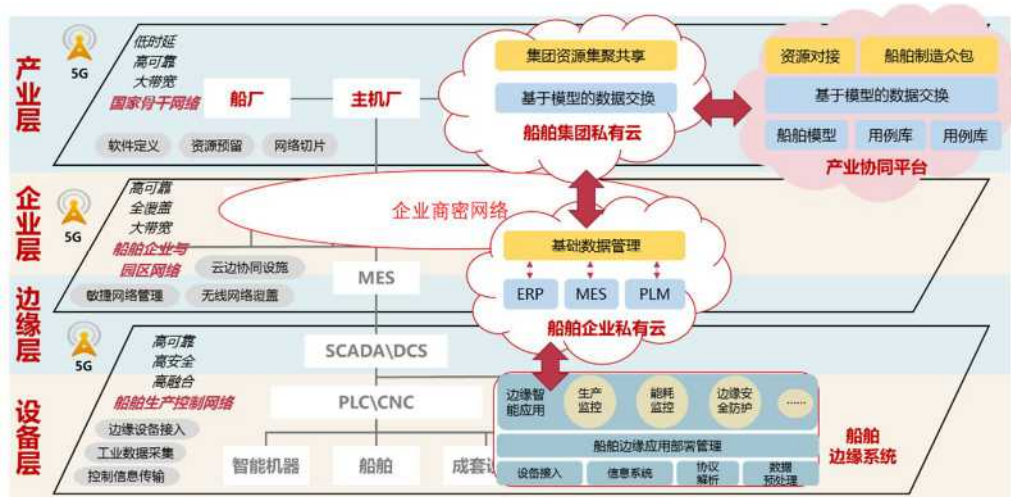 产业层
5G
低时延
高可靠
大带宽
国家骨干网络
船厂
主机厂
软件定义
资源预留
网络切片
集团资源集聚共享
基于模型的数据交换
船舶集团私有云
资源对接
船舶制造众包
基于模型的数据交换
船舶模型
用例库
用例库
产业协同平台
企业层
5G
高可靠
全覆盖
大带宽
船舶企业与
园区网络
云边协同设施
敏捷网络管理
无线网络覆盖
企业商密网络
MES
基础数据管理
ERP
MES
PLM
船舶企业私有云
边缘层
5G
高可靠
高安全
高融合
船舶生产控制网络
SCADA\DCS
PLC\CNC
设备层
边缘设备接入
工业数据采集
控制信息传输
智能机器
船舶
成套
边缘智
能应用
生产
监控
能耗
监控
边缘安
全防护
……
船舶边缘应用部署管理
设备接入
信息系统
协议
解析
数据
预处理
船舶
边缘系统